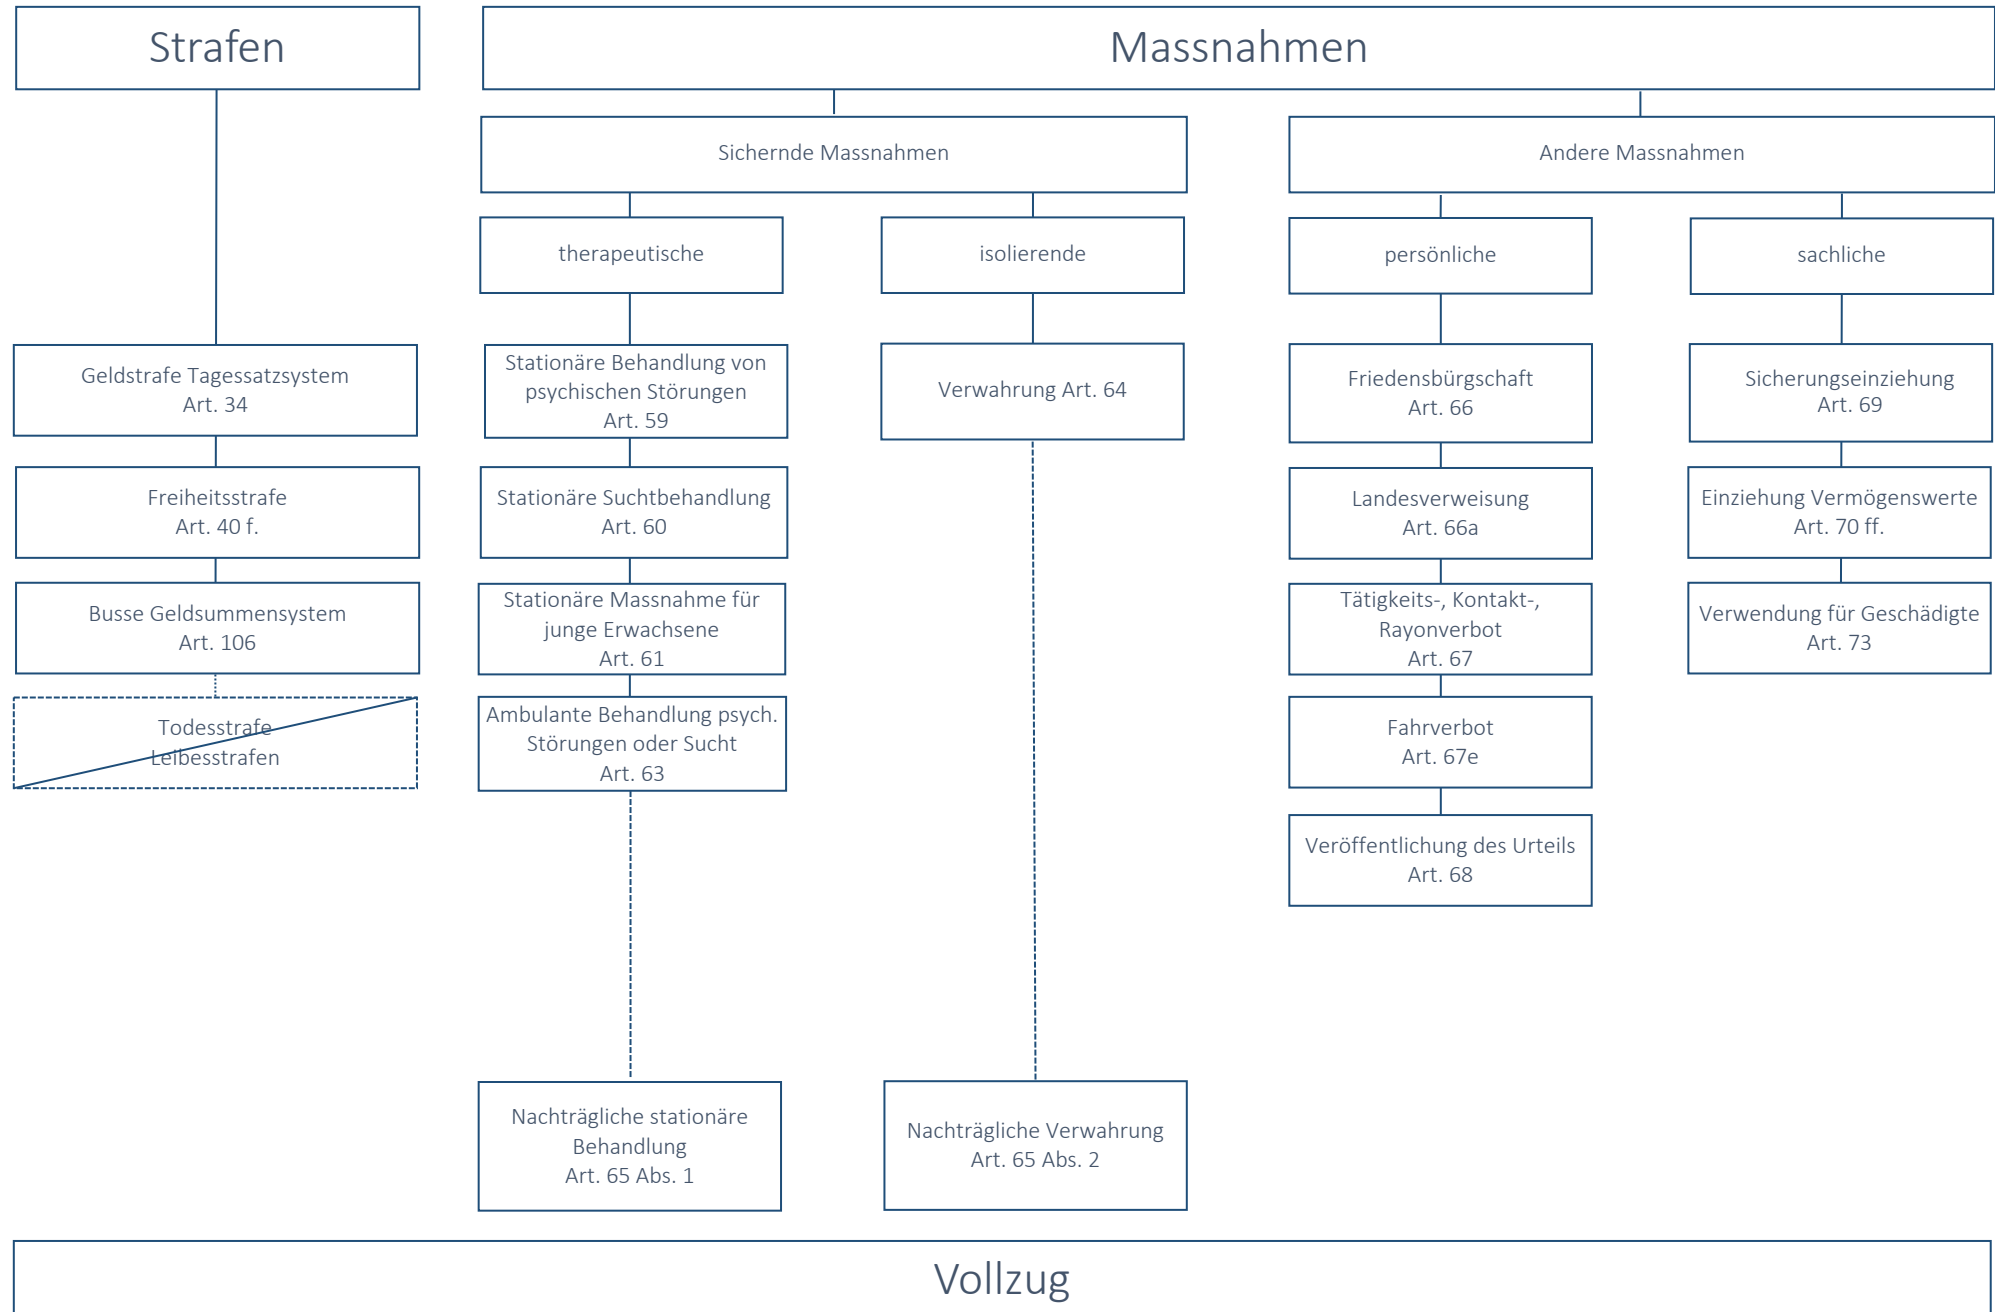 Strafen
Massnahmen
Sichernde Massnahmen
Andere Massnahmen
therapeutische
isolierende
persönliche
sachliche
Geldstrafe Tagessatzsystem
Art. 34
Freiheitsstrafe
Art. 40 f.
Busse Geldsummensystem
Art. 106
Todesstrafe
Leibesstrafen
Stationäre Behandlung von
psychischen Störungen
Art. 59
Stationäre Suchtbehandlung
Art. 60
Stationäre Massnahme für
junge Erwachsene
Art. 61
Ambulante Behandlung psych.
Störungen oder Sucht
Art. 63
Nachträgliche stationäre
Behandlung
Art. 65 Abs. 1
Verwahrung Art. 64
Nachträgliche Verwahrung
Art. 65 Abs. 2
Friedensbürgschaft
Art. 66
Landesverweisung
Art. 66a
Tätigkeits-, Kontakt-,
Rayonverbot
Art. 67
Fahrverbot
Art. 67e
Veröffentlichung des Urteils
Art. 68
Sicherungseinziehung
Art. 69
Einziehung Vermögenswerte
Art. 70 ff.
Verwendung für Geschädigte
Art. 73
Vollzug